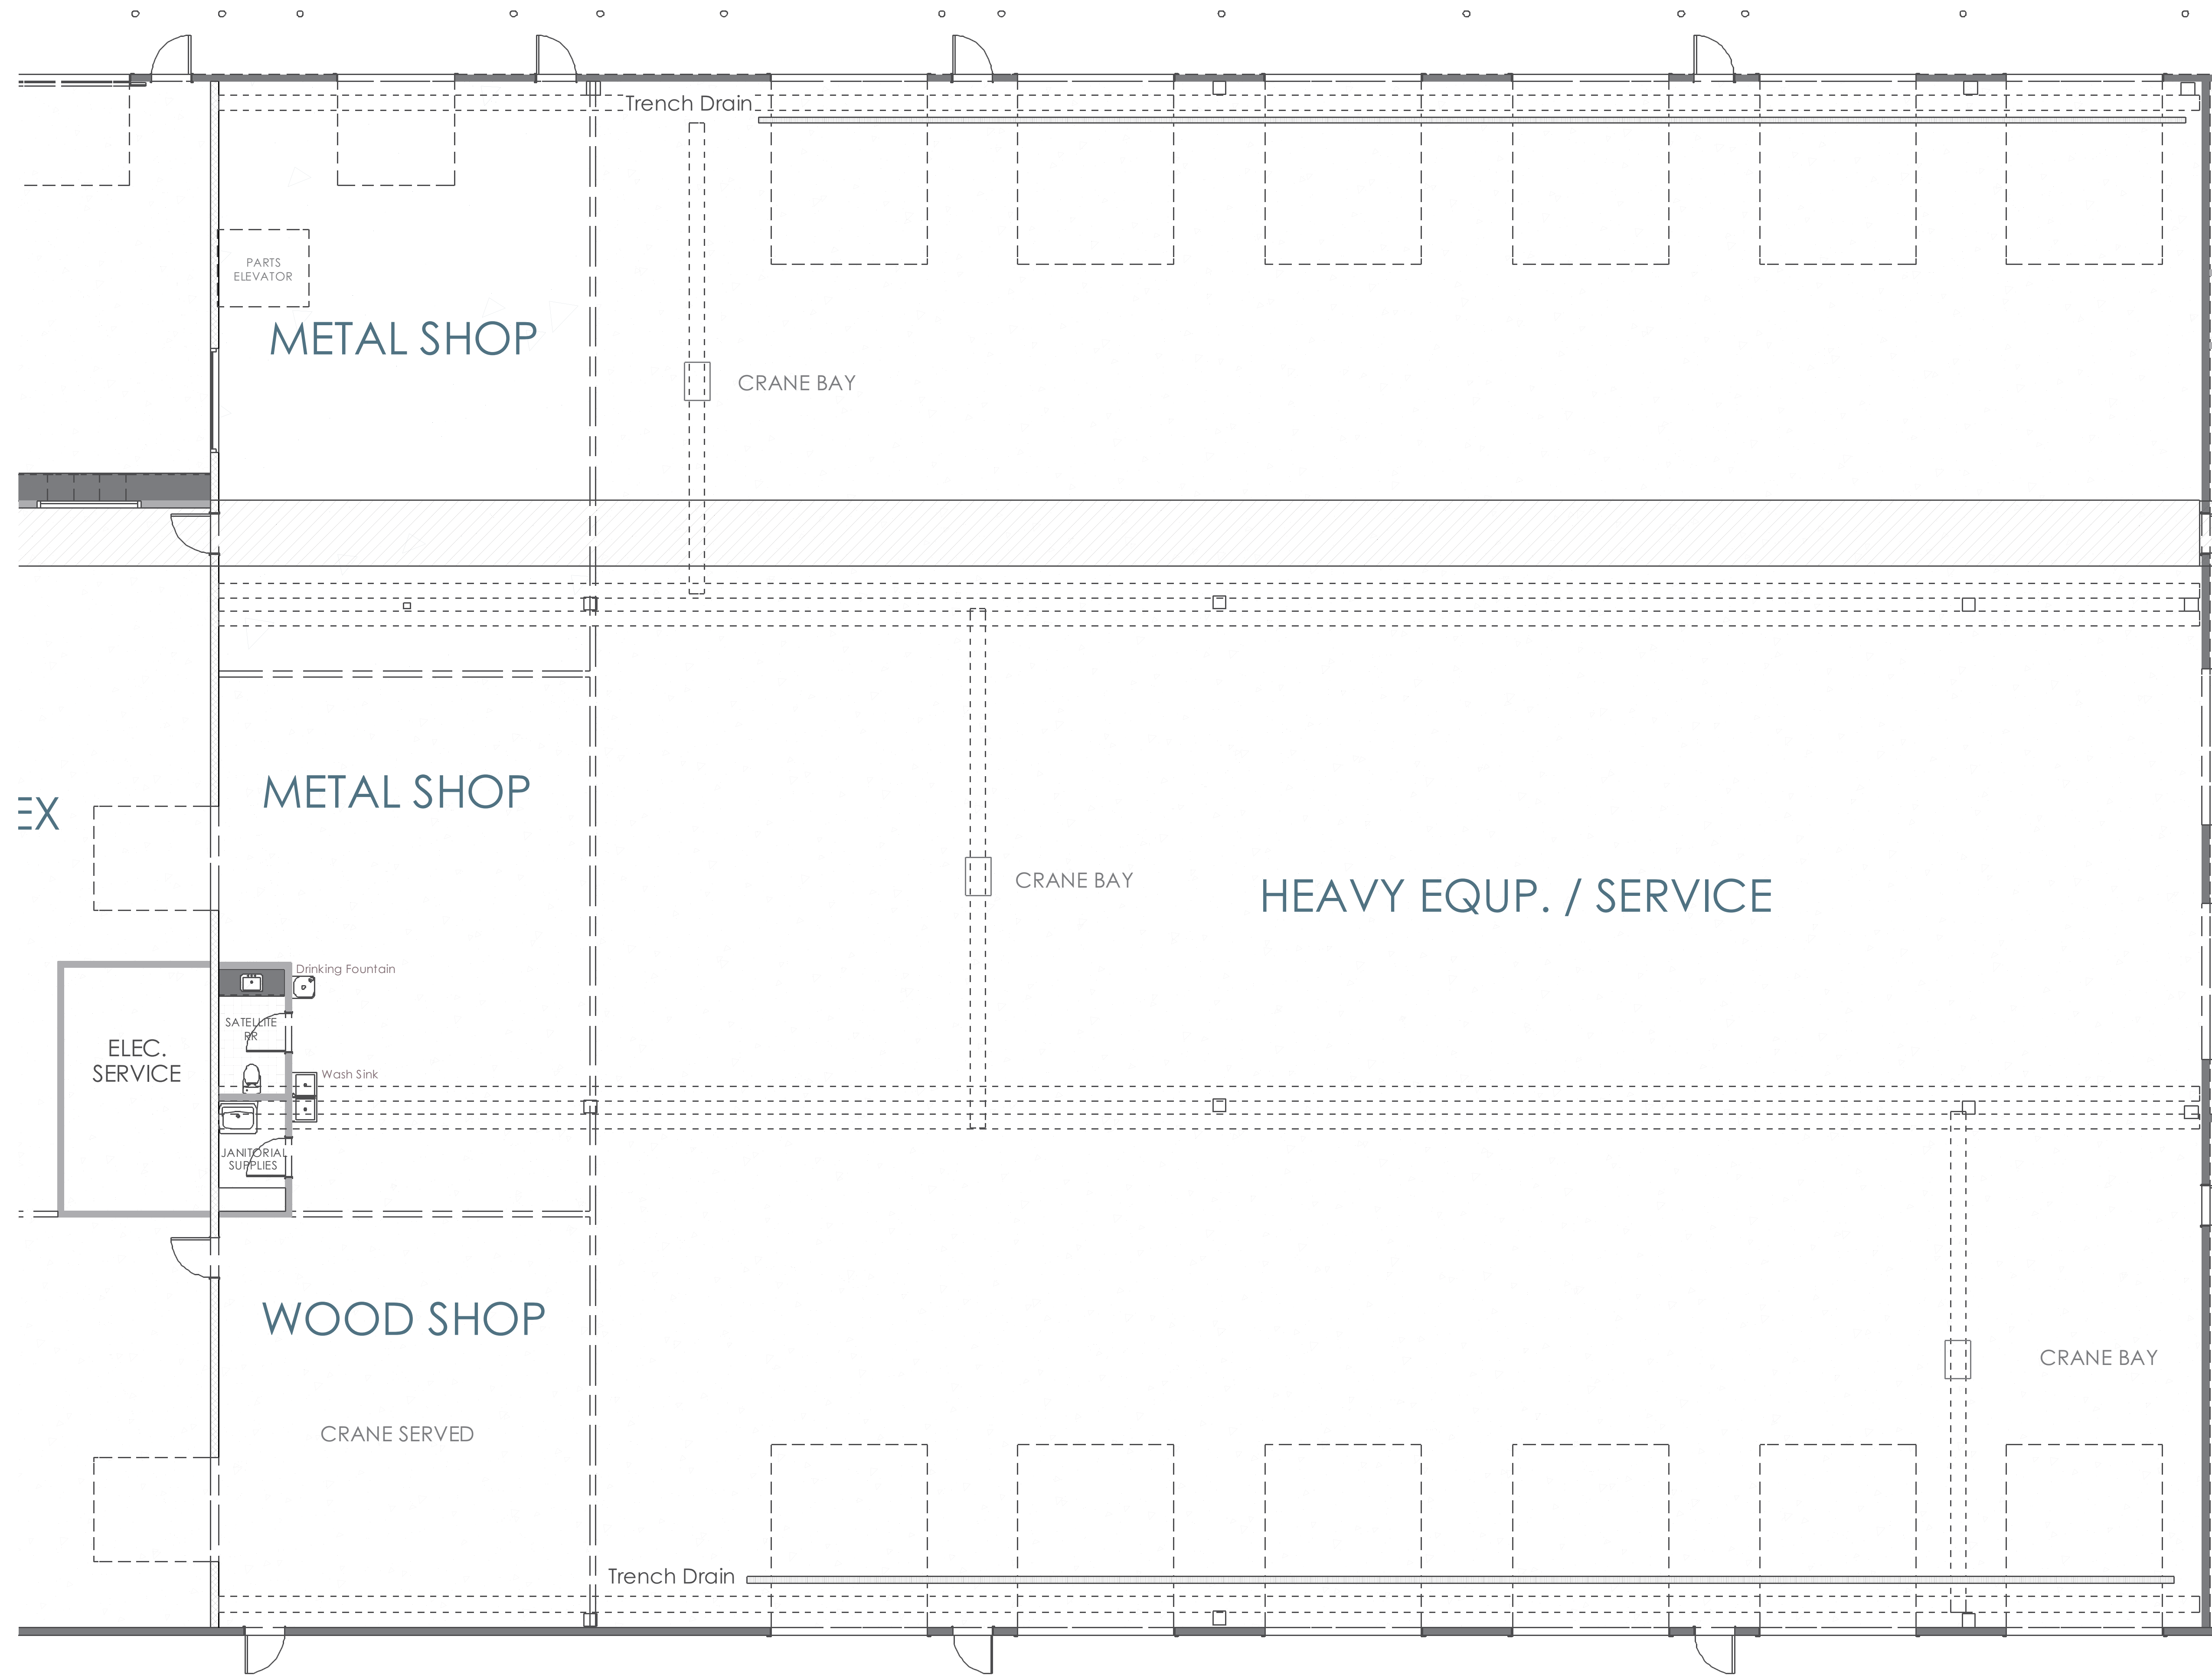 Trench Drain
PARTS
ELEVATOR
METAL SHOP
CRANE BAY
METAL SHOP
EX
CRANE BAY
HEAVY EQUP. / SERVICE
Drinking Fountain
SATELLITE
RR
ELEC.
SERVICE
Wash Sink
JANITORIAL
SUPPLIES
WOOD SHOP
CRANE BAY
CRANE SERVED
Trench Drain